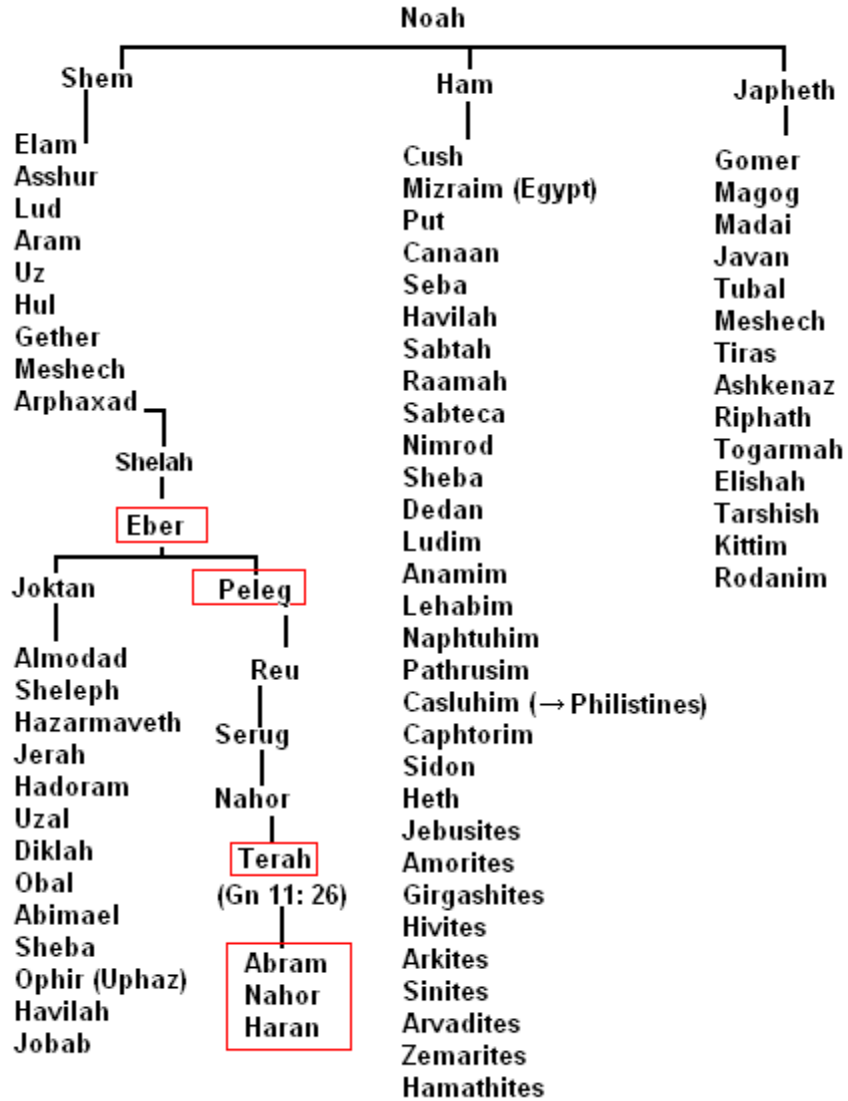 Noah
Shem
Elam
Asshur
Lud
Aram
Uz
Hul
Gether
Meshech
Arphaxad
Shelah
Eber
Joktan
Almodad
Sheleph
Hazarmaveth
Jerah
Hadoram
Uzal
Diklah
Obal
Abimael
Sheba
Ophir (Uphaz)
Havilah
Jobab
Peleg
Reu
Serug
Nahor
Terah
(Gn 11: 26)
Abram
Nahor
Haran
Ham
Cush
Mizraim (Egypt)
Put
Canaan
Seba
Havilah
Sabtah
Raamah
Sabteca
Nimrod
Sheba
Dedan
Ludim
Anamim
Lehabim
Naphtuhim
Pathrusim
Casluhim (→ Philistines)
Caphtorim
Sidon
Heth
Jebusites
Amorites
Girgashites
Hivites
Arkites
Sinites
Arvadites
Zemarites
Hamathites
Japheth
Gomer
Magog
Madai
Javan
Tubal
Meshech
Tiras
Ashkenaz
Riphath
Togarmah
Elishah
Tarshish
Kittim
Rodanim